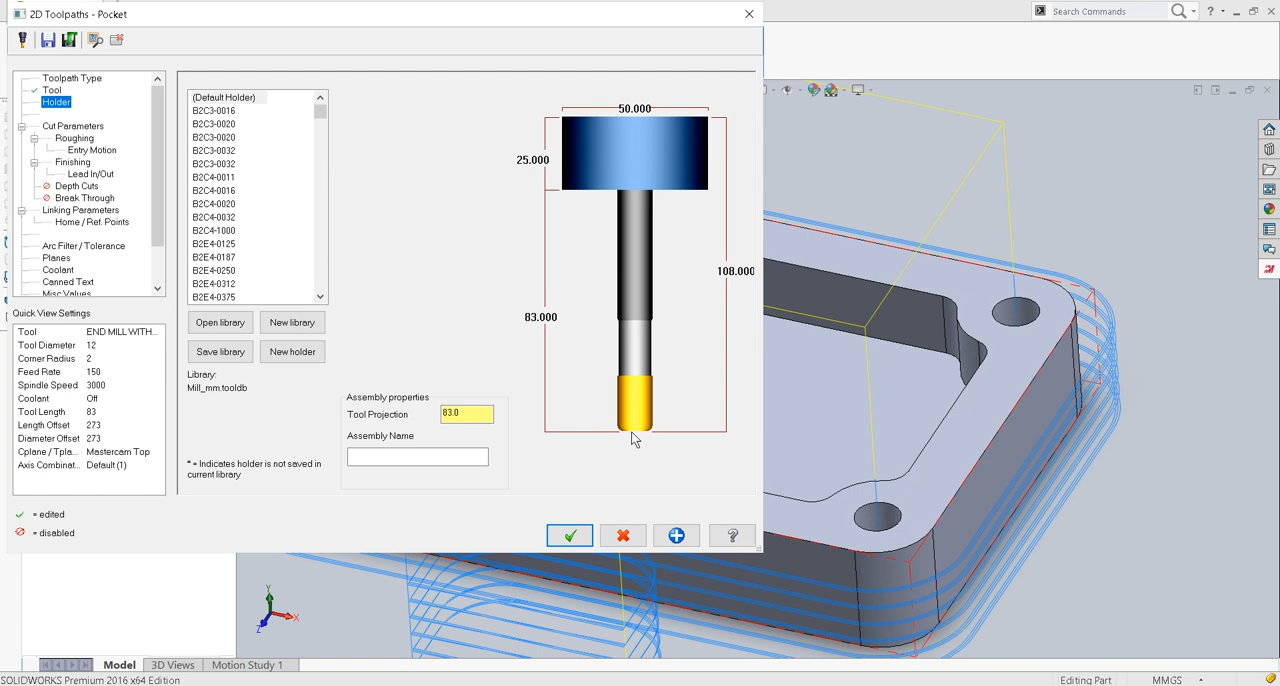 2D Toolpaths - Pocket
Search Commands
Toolpath Type
Tool
Holder
Cut Parameters
Roughing
Entry Motion
Finishing
Lead In/Out
Depth Cuts
Break Through
Linking Parameters
Home / Ref. Points
Arc Filter / Tolerance
Planes
Coolant
Canned Text
Misc Values
Quick View Settings
Tool END MILL WITH...
Tool Diameter 12
Corner Radius 2
Feed Rate 150
Spindle Speed 3000
Coolant Off
Tool Length 83
Length Offset 273
Diameter Offset 273
Cplane / Tpla... Mastercam Top
Axis Combinat... Default (1)
= edited
= disabled
(Default Holder)
B2C3-0016
B2C3-0020
B2C3-0020
B2C3-0032
B2C3-0032
B2C4-0011
B2C4-0016
B2C4-0020
B2C4-0032
B2C4-1000
B2E4-0125
B2E4-0187
B2E4-0250
B2E4-0312
B2E4-0375
Open library
New library
Save library
New holder
Library:
Mill_mm.tooldb
* = Indicates holder is not saved in
current library
Assembly properties
Tool Projection 83.0
Assembly Name
50.000
25.000
108.000
83.000
Y
X
Z
Model
3D Views
Motion Study 1
SOLIDWORKS Premium 2016 x64 Edition
Editing Part
MMGS